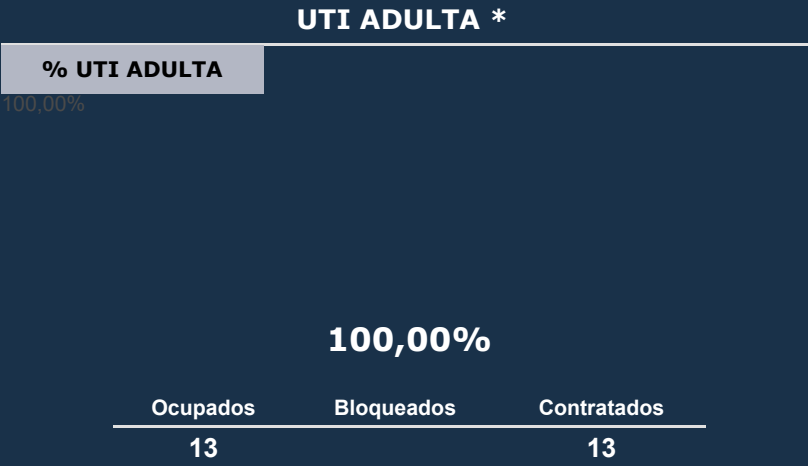 UTI ADULTA *
% UTI ADULTA
100,00%
100,00%
Ocupados Bloqueados Contratados
13 13